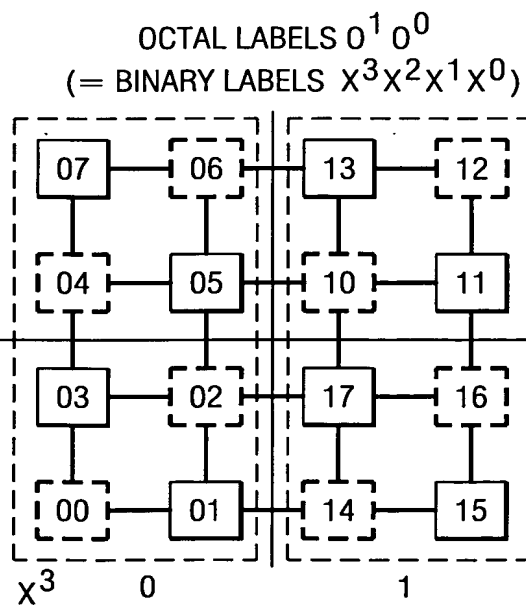 OCTAL LABELS O¹ O⁰
(= BINARY LABELS X³X²X¹X⁰)
07 06 13 12
04 05 10 11
03 02 17 16
00 01 14 15
X³ 0 1